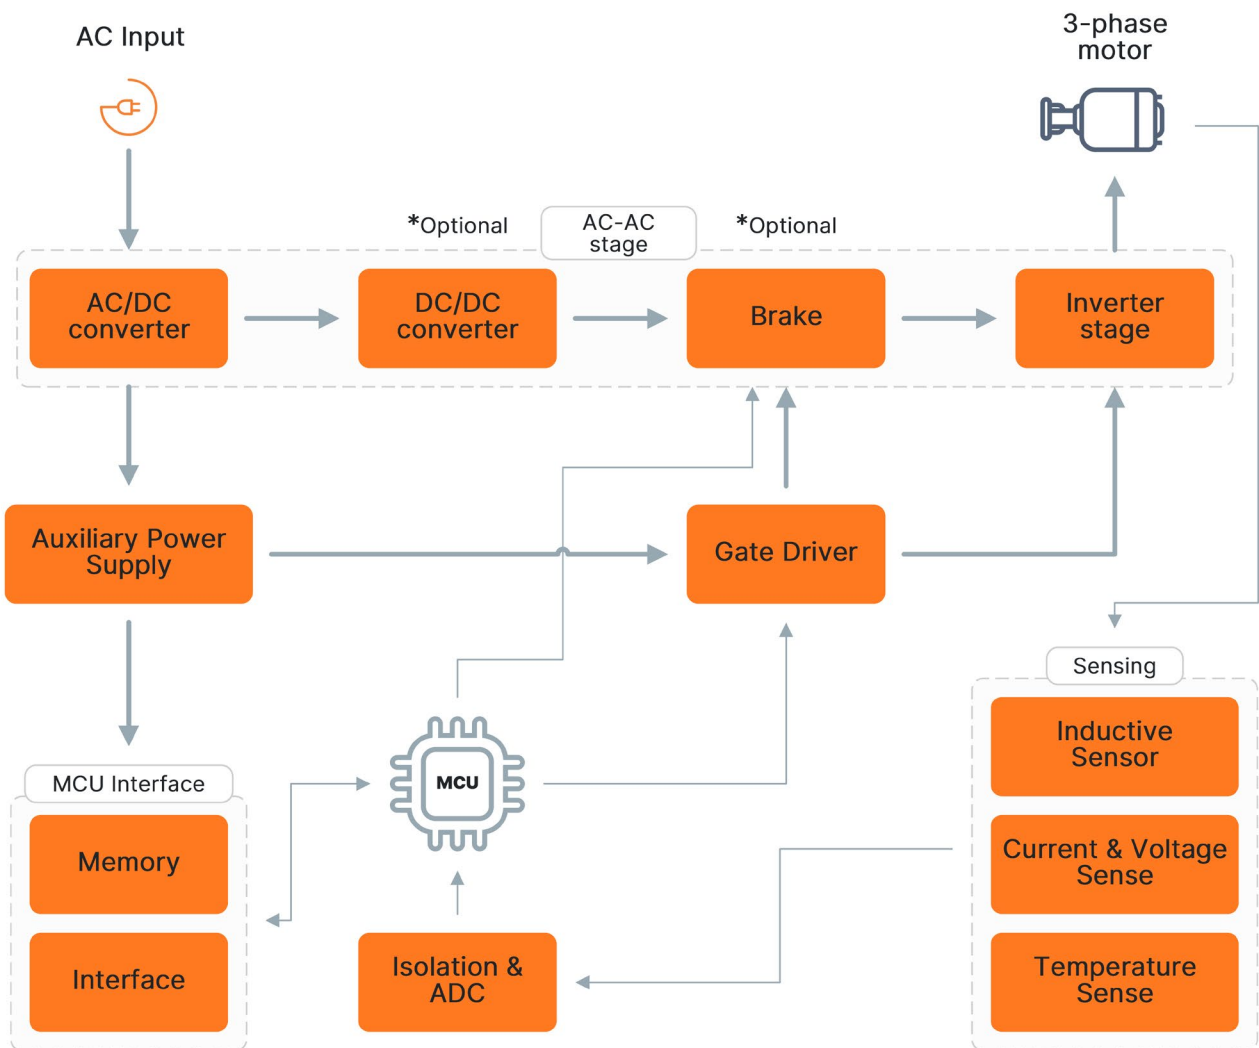 AC Input
3-phase
motor
*Optional
AC-AC
stage
*Optional
AC/DC
converter
DC/DC
converter
Brake
Inverter
stage
Auxiliary Power
Supply
Gate Driver
Sensing
Inductive
Sensor
MCU Interface
MCU
Memory
Current & Voltage
Sense
Interface
Isolation &
ADC
Temperature
Sense